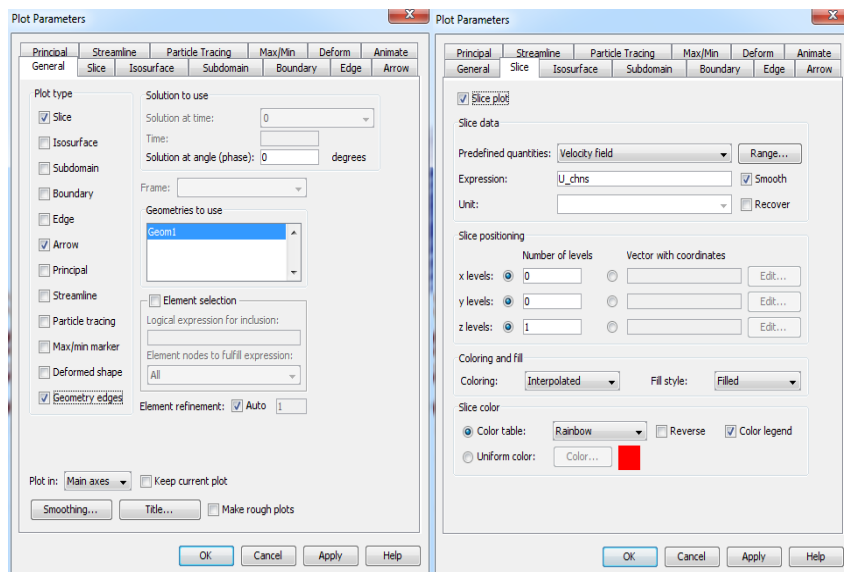 Plot Parameters
Principal Streamline Particle Tracing Max/Min Deform Animate
General Slice Isosurface Subdomain Boundary Edge Arrow
Plot type
Slice
Isosurface
Subdomain
Boundary
Edge
Arrow
Principal
Streamline
Particle tracing
Max/min marker
Deformed shape
Geometry edges
Solution to use
Solution at time: 0
Time:
Solution at angle (phase): 0 degrees
Frame:
Geometries to use
Geom1
Element selection
Logical expression for inclusion:
Element nodes to fulfill expression:
All
Element refinement: Auto 1
Plot in: Main axes Keep current plot
Smoothing... Title... Make rough plots
OK Cancel Apply Help
Plot Parameters
Principal Streamline Particle Tracing Max/Min Deform Animate
General Slice Isosurface Subdomain Boundary Edge Arrow
Slice plot
Slice data
Predefined quantities: Velocity field Range...
Expression: U_chns Smooth
Unit: Recover
Slice positioning
Number of levels Vector with coordinates
x levels: 0 Edit...
y levels: 0 Edit...
z levels: 1 Edit...
Coloring and fill
Coloring: Interpolated Fill style: Filled
Slice color
Color table: Rainbow Reverse Color legend
Uniform color: Color...
OK Cancel Apply Help